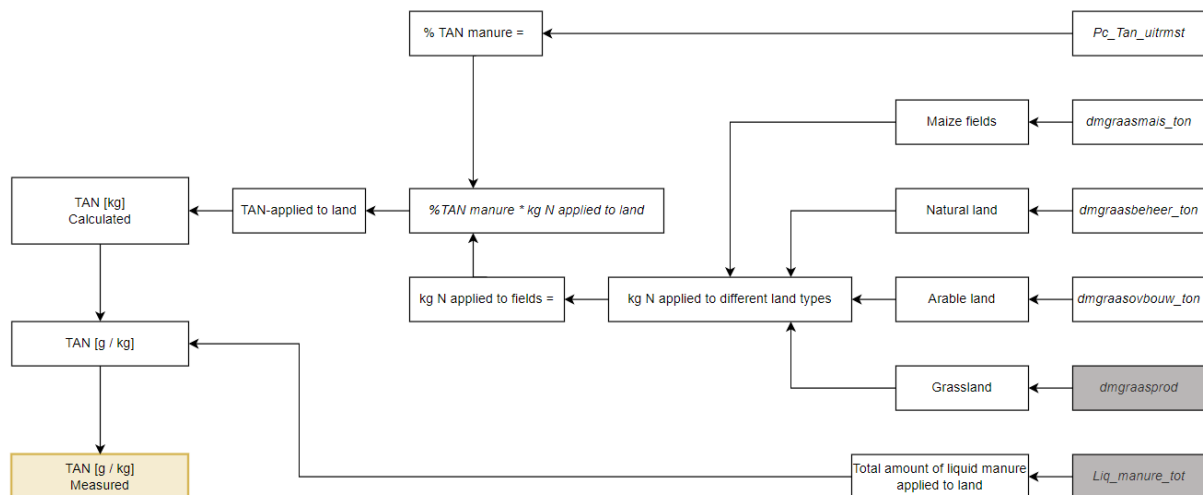 % TAN manure =
Pc_Tan_uitrmst
Maize fields
dmgraasmais_ton
TAN [kg]
Calculated
TAN-applied to land
%TAN manure * kg N applied to land
Natural land
dmgraasbeheer_ton
kg N applied to fields =
kg N applied to different land types
Arable land
dmgraasovbouw_ton
TAN [g / kg]
Grassland
dmgraasprod
TAN [g / kg]
Measured
Total amount of liquid manure
applied to land
Liq_manure_tot